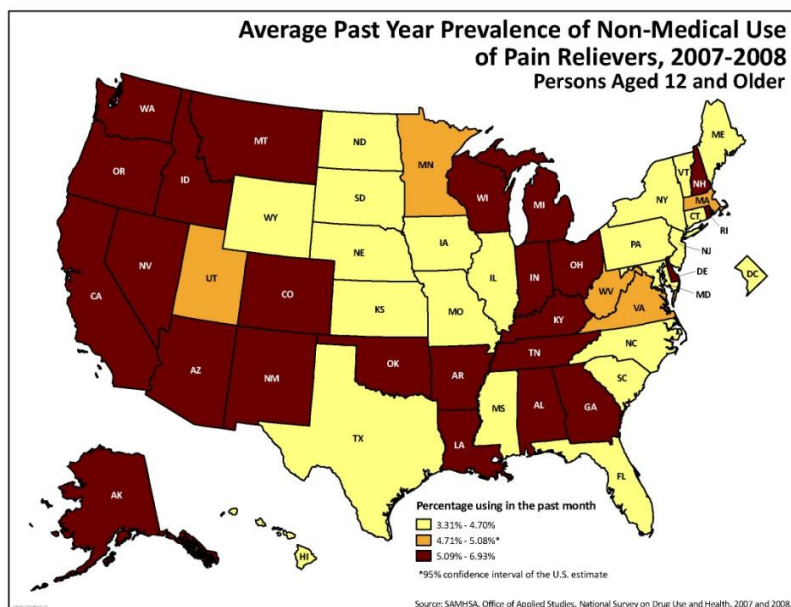 Average Past Year Prevalence of Non-Medical Use
of Pain Relievers, 2007-2008
Persons Aged 12 and Older
WA
MT
ND
MN
ME
OR
ID
SD
WI
MI
VT
NH
NY
MA
CT
RI
WY
IA
PA
NJ
NE
NV
UT
IL
IN
OH
DE
DC
CO
WV
MD
CA
KS
MO
VA
KY
NC
TN
OK
AZ
NM
AR
SC
MS
AL
GA
TX
LA
FL
AK
HI
Percentage using in the past month
3.31% - 4.70%
4.71% - 5.08%*
5.09% - 6.93%
*95% confidence interval of the U.S. estimate
Source: SAMHSA, Office of Applied Studies, National Survey on Drug Use and Health, 2007 and 2008